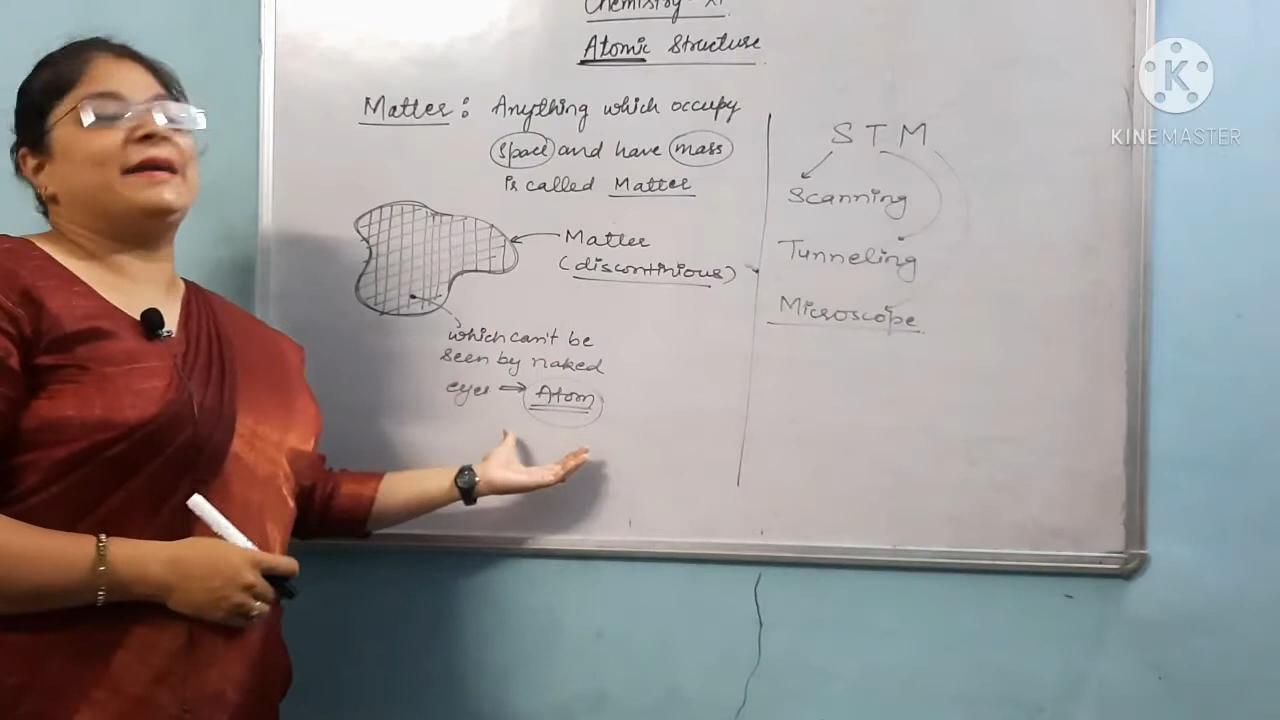 Chemistry - XI
Atomic Structure
Matter : Anything which occupy
space and have mass
is called Matter
Matter
(discontinious)
which can't be
seen by naked
eyes ⇒ Atom
STM
Scanning
Tunneling
Microscope
K
KINEMASTER